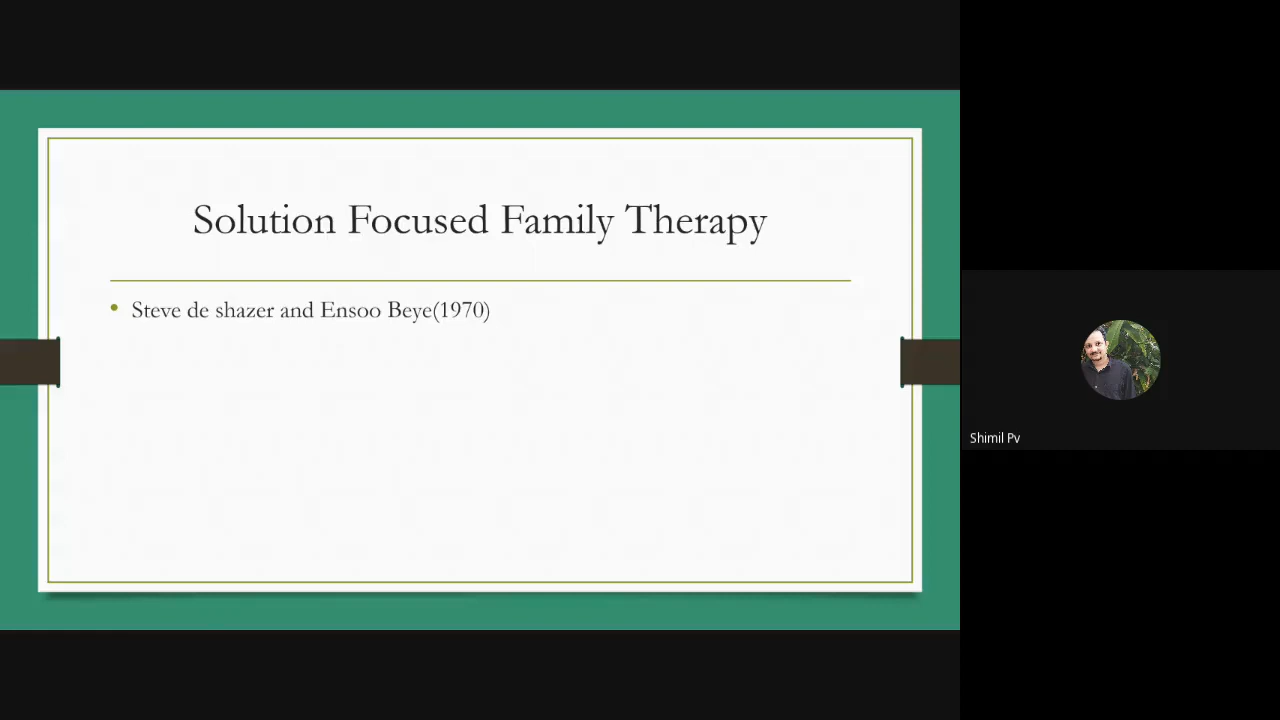 Solution Focused Family Therapy
• Steve de shazer and Ensoo Beye(1970)
Shimil Pv